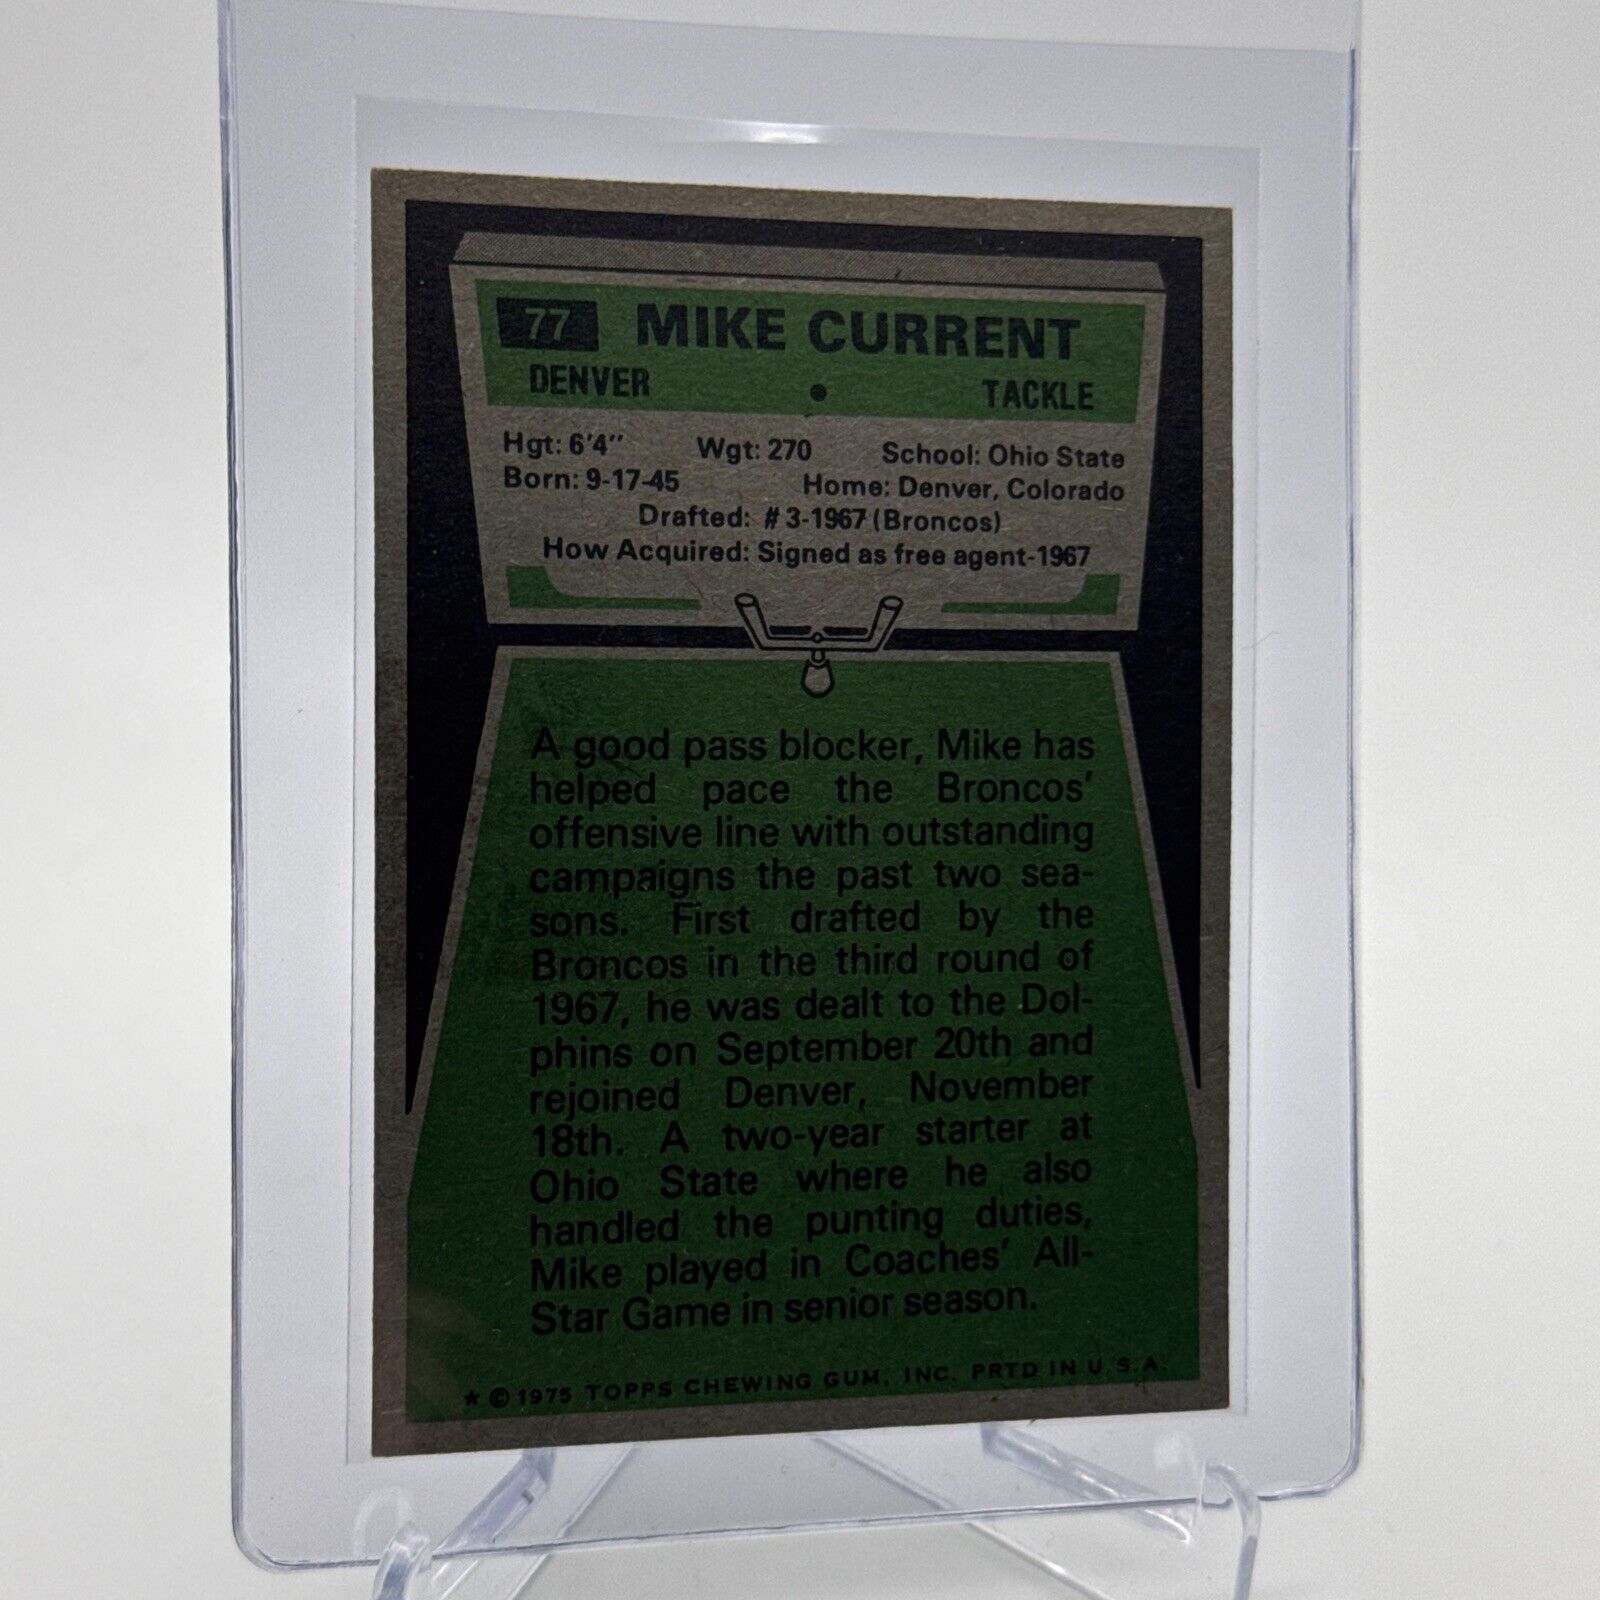 77 MIKE CURRENT
DENVER • TACKLE
Hgt: 6'4" Wgt: 270 School: Ohio State
Born: 9-17-45 Home: Denver, Colorado
Drafted: #3-1967 (Broncos)
How Acquired: Signed as free agent-1967
A good pass blocker, Mike has
helped pace the Broncos'
offensive line with outstanding
campaigns the past two sea-
sons. First drafted by the
Broncos in the third round of
1967, he was dealt to the Dol-
phins on September 20th and
rejoined Denver, November
18th. A two-year starter at
Ohio State where he also
handled the punting duties,
Mike played in Coaches' All-
Star Game in senior season.
★ © 1975 TOPPS CHEWING GUM, INC. PRTD IN U.S.A.